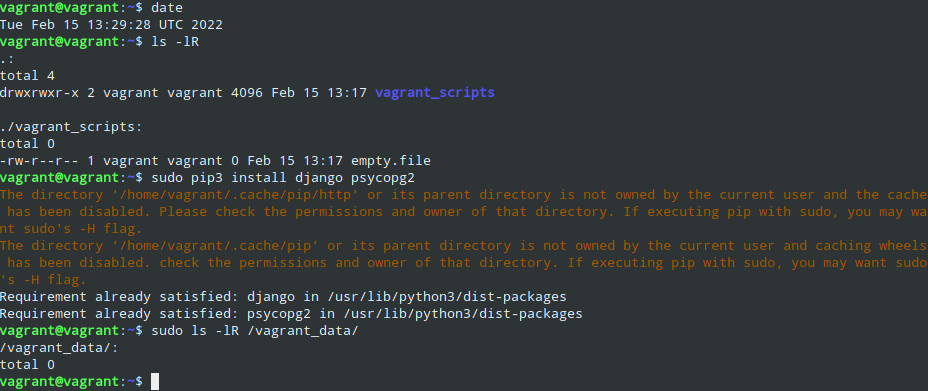 vagrant@vagrant:~$ date
Tue Feb 15 13:29:28 UTC 2022
vagrant@vagrant:~$ ls -lR
.:
total 4
drwxrwxr-x 2 vagrant vagrant 4096 Feb 15 13:17 vagrant_scripts

./vagrant_scripts:
total 0
-rw-r--r-- 1 vagrant vagrant 0 Feb 15 13:17 empty.file
vagrant@vagrant:~$ sudo pip3 install django psycopg2
The directory '/home/vagrant/.cache/pip/http' or its parent directory is not owned by the current user and the cache
 has been disabled. Please check the permissions and owner of that directory. If executing pip with sudo, you may wa
nt sudo's -H flag.
The directory '/home/vagrant/.cache/pip' or its parent directory is not owned by the current user and caching wheels
 has been disabled. check the permissions and owner of that directory. If executing pip with sudo, you may want sudo
's -H flag.
Requirement already satisfied: django in /usr/lib/python3/dist-packages
Requirement already satisfied: psycopg2 in /usr/lib/python3/dist-packages
vagrant@vagrant:~$ sudo ls -lR /vagrant_data/
/vagrant_data/:
total 0
vagrant@vagrant:~$